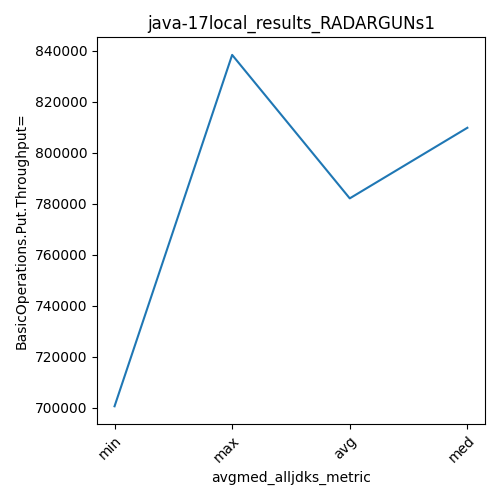 java-17local_results_RADARGUNs1
BasicOperations.Put.Throughput=
840000
820000
800000
780000
760000
740000
720000
700000
min
max
avg
med
avgmed_alljdks_metric